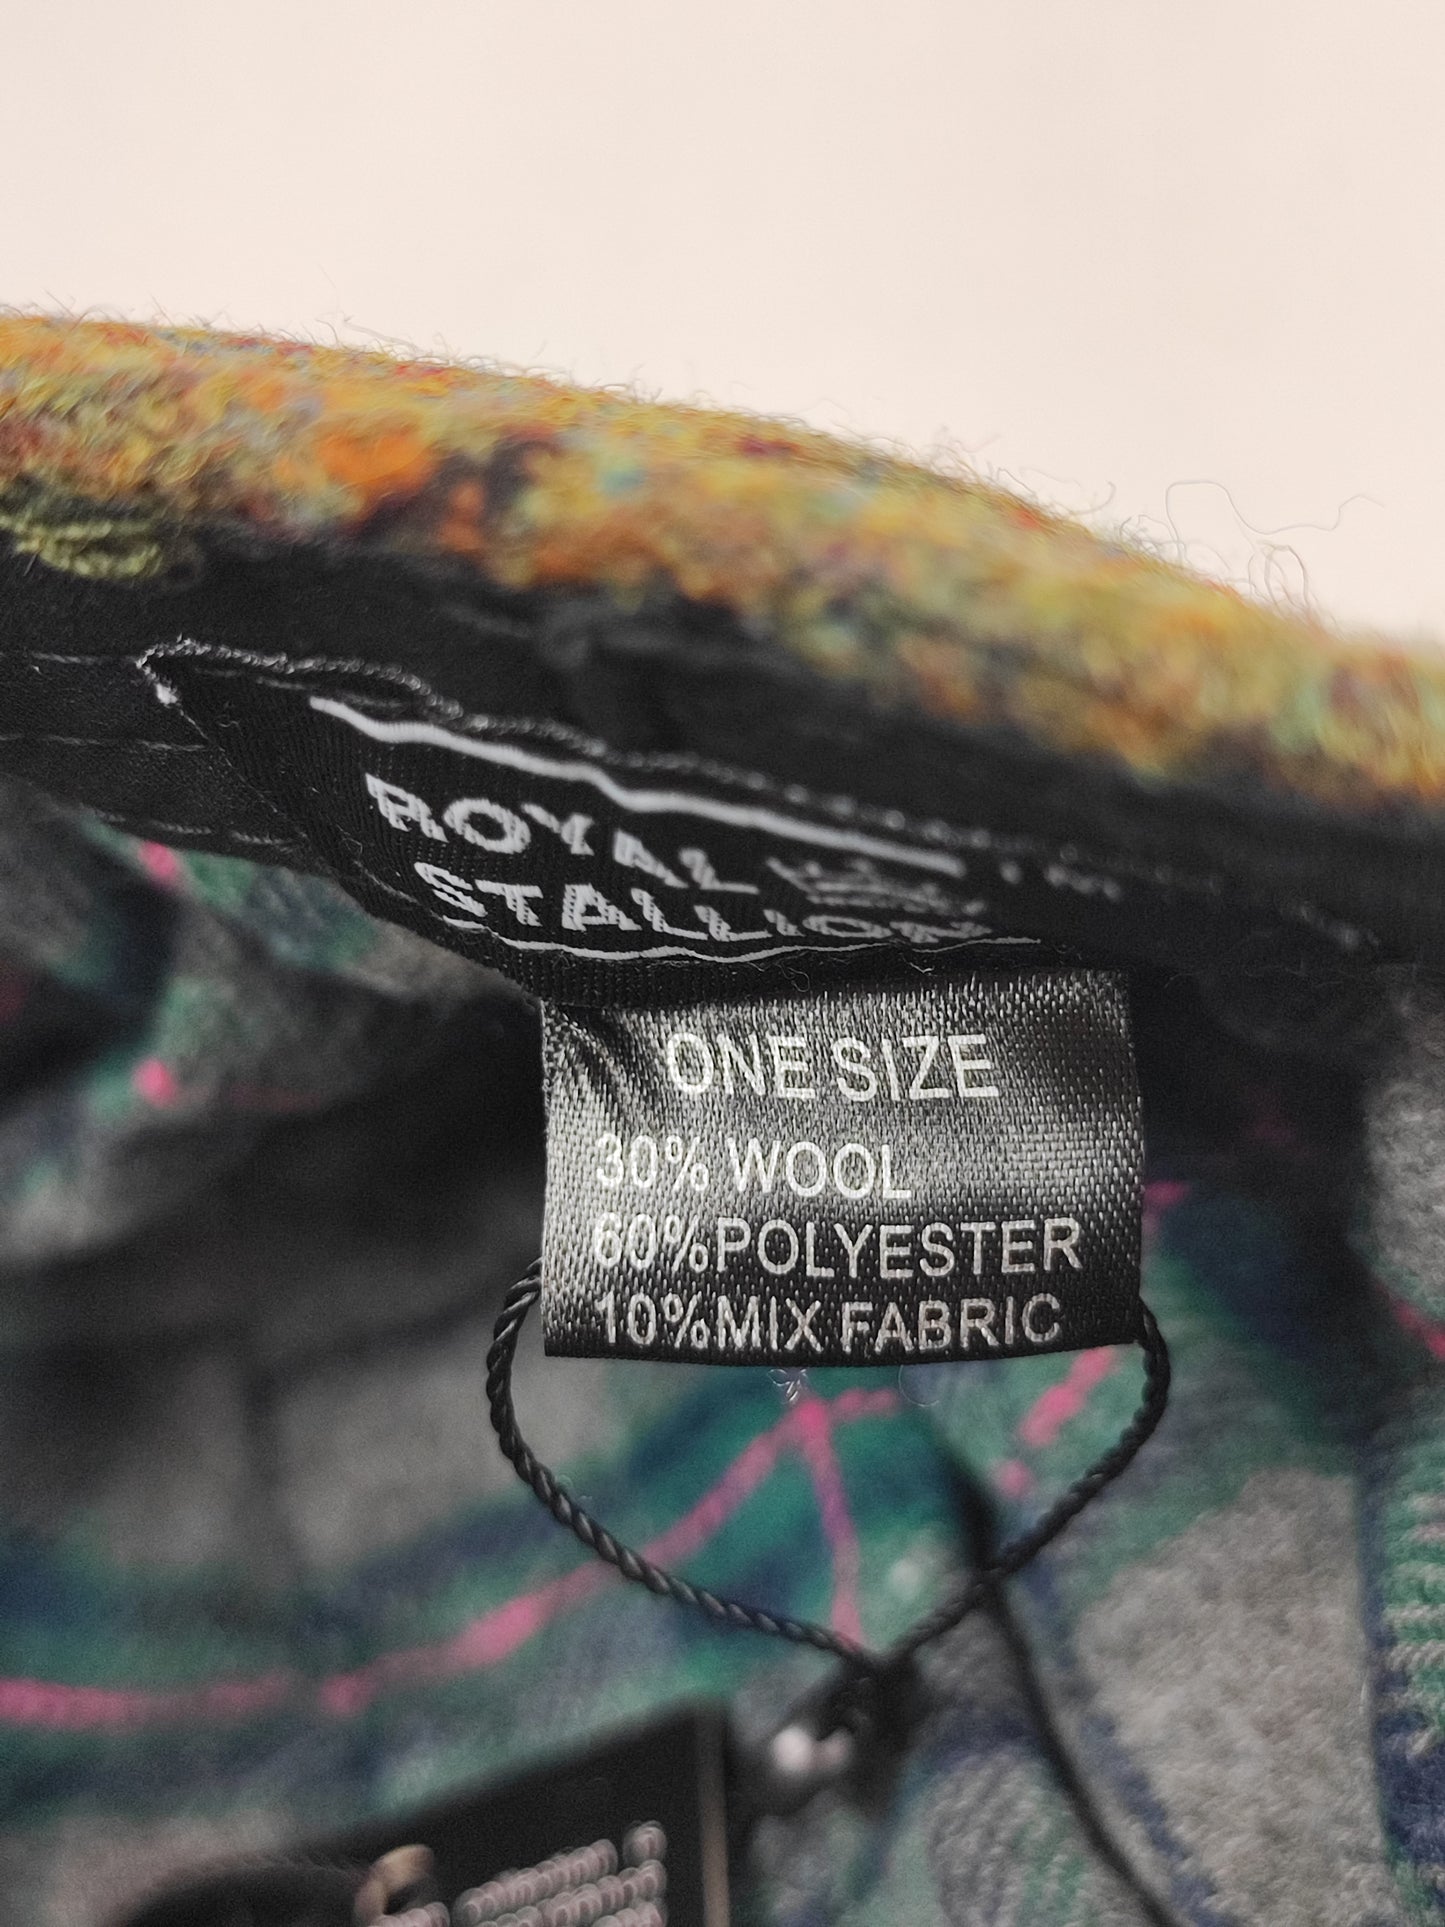 ROYAL
STALLION
ONE SIZE
30% WOOL
60%POLYESTER
10%MIX FABRIC